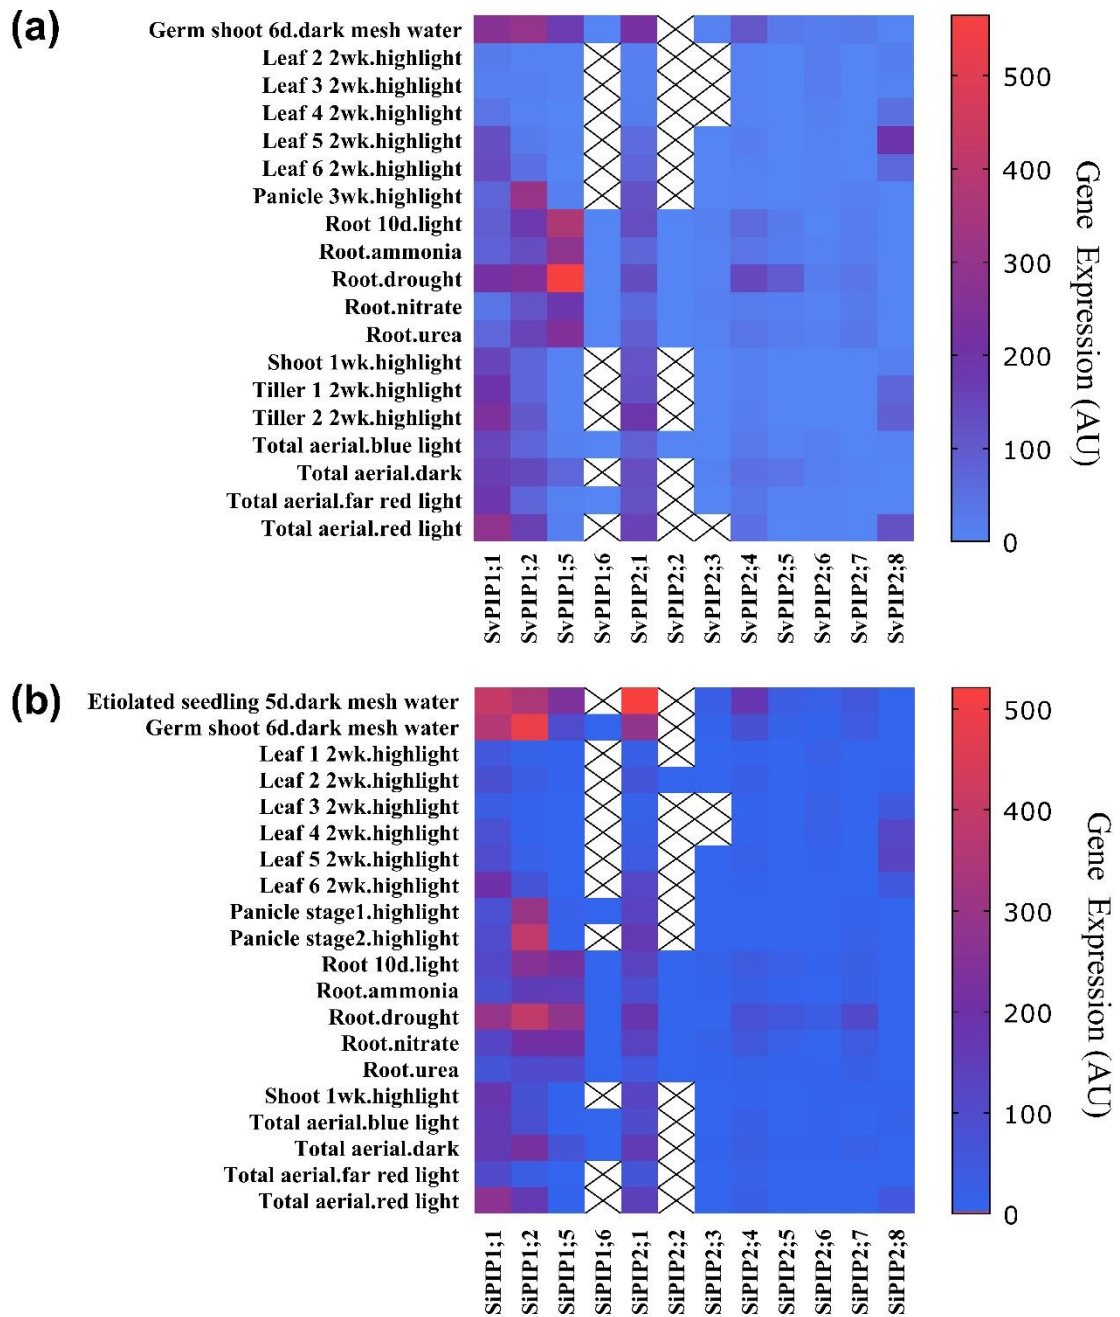 (a)
Germ shoot 6d.dark mesh water
Leaf 2 2wk.highlight
Leaf 3 2wk.highlight
Leaf 4 2wk.highlight
Leaf 5 2wk.highlight
Leaf 6 2wk.highlight
Panicle 3wk.highlight
Root 10d.light
Root.ammonia
Root.drought
Root.nitrate
Root.urea
Shoot 1wk.highlight
Tiller 1 2wk.highlight
Tiller 2 2wk.highlight
Total aerial.blue light
Total aerial.dark
Total aerial.far red light
Total aerial.red light
SvPIP1;1
SvPIP1;2
SvPIP1;5
SvPIP1;6
SvPIP2;1
SvPIP2;2
SvPIP2;3
SvPIP2;4
SvPIP2;5
SvPIP2;6
SvPIP2;7
SvPIP2;8
500
400
300
200
100
0
Gene Expression (AU)
(b)
Etiolated seedling 5d.dark mesh water
Germ shoot 6d.dark mesh water
Leaf 1 2wk.highlight
Leaf 2 2wk.highlight
Leaf 3 2wk.highlight
Leaf 4 2wk.highlight
Leaf 5 2wk.highlight
Leaf 6 2wk.highlight
Panicle stage1.highlight
Panicle stage2.highlight
Root 10d.light
Root.ammonia
Root.drought
Root.nitrate
Root.urea
Shoot 1wk.highlight
Total aerial.blue light
Total aerial.dark
Total aerial.far red light
Total aerial.red light
SiPIP1;1
SiPIP1;2
SiPIP1;5
SiPIP1;6
SiPIP2;1
SiPIP2;2
SiPIP2;3
SiPIP2;4
SiPIP2;5
SiPIP2;6
SiPIP2;7
SiPIP2;8
500
400
300
200
100
0
Gene Expression (AU)